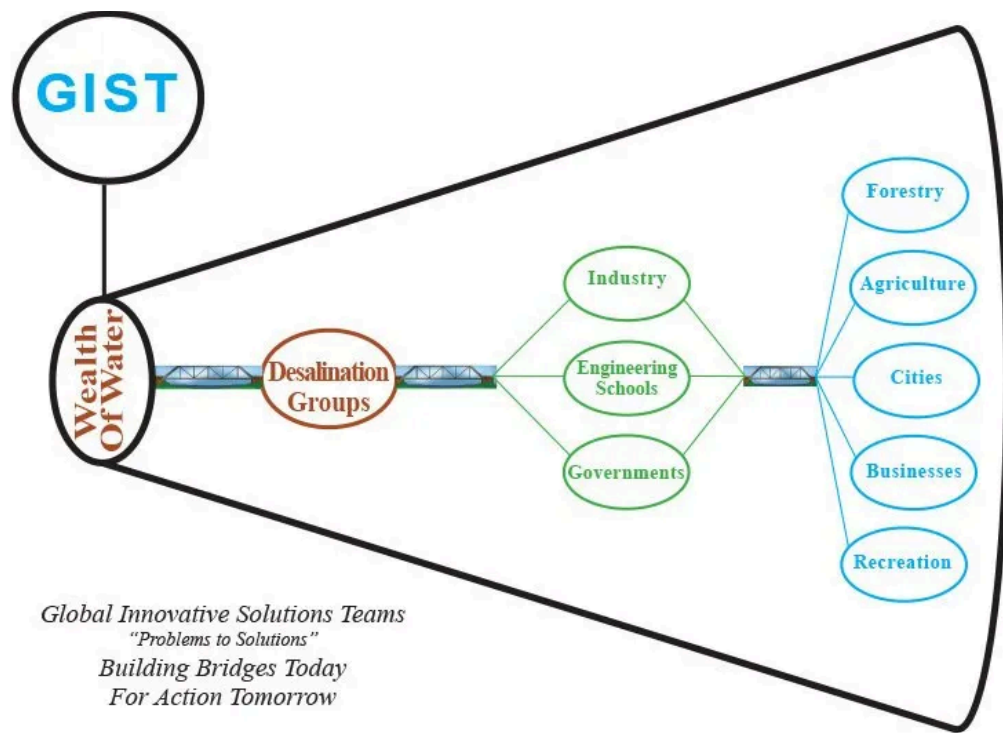 GIST
Wealth
Of Water
Desalination
Groups
Industry
Engineering
Schools
Governments
Forestry
Agriculture
Cities
Businesses
Recreation
Global Innovative Solutions Teams
“Problems to Solutions”
Building Bridges Today
For Action Tomorrow